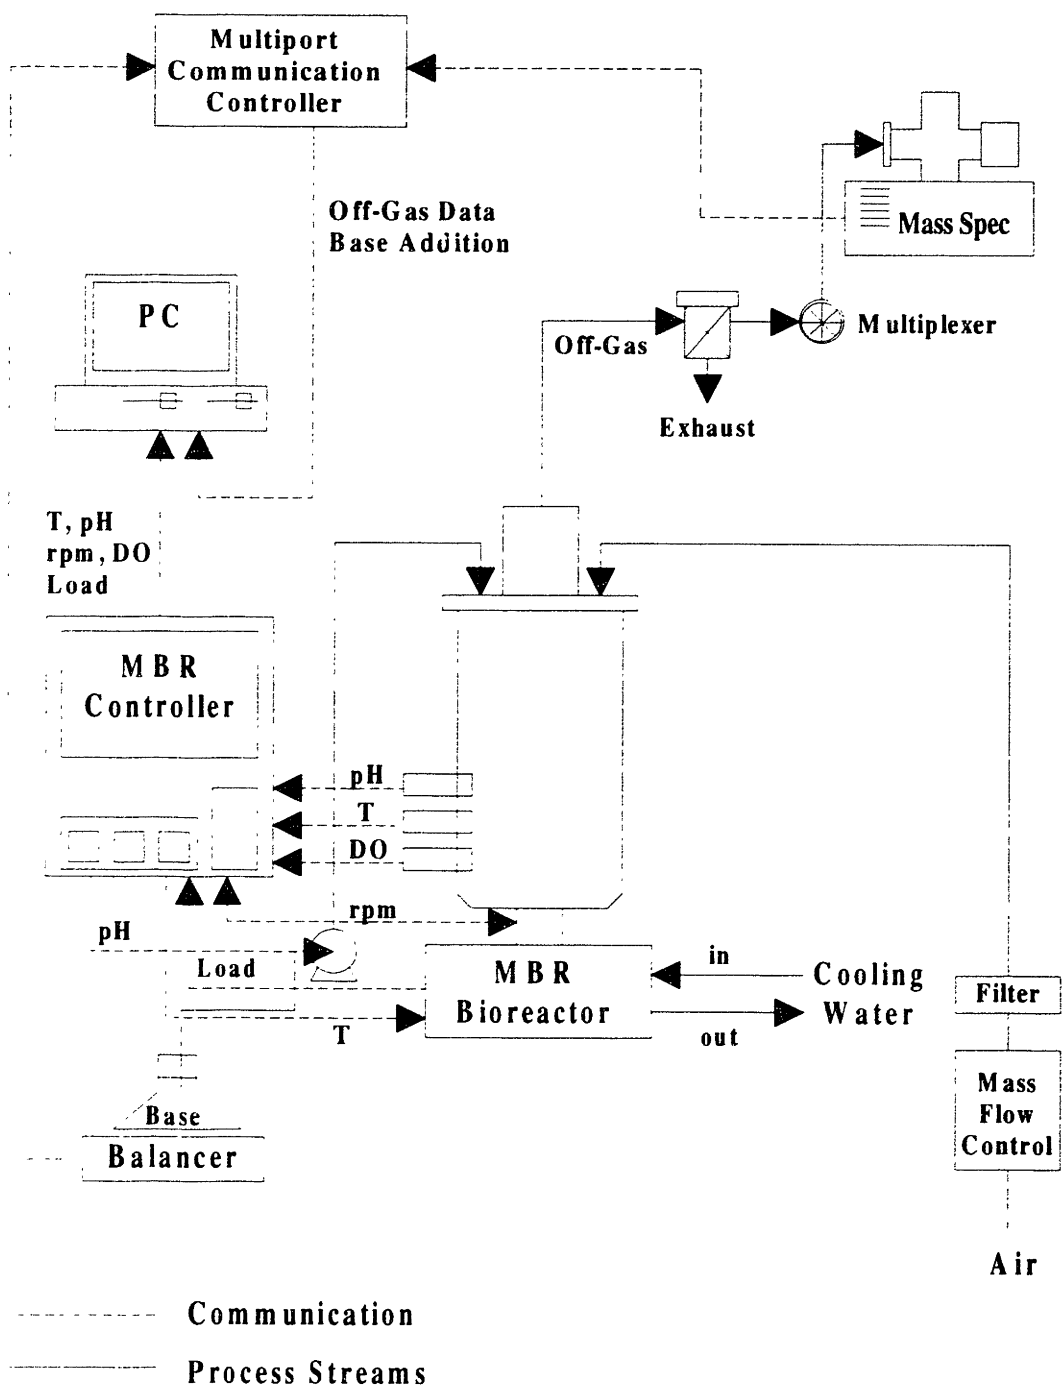 Multiport
Communication
Controller
Off-Gas Data
Base Addition
Mass Spec
PC
Multiplexer
Off-Gas
Exhaust
T, pH
rpm, DO
Load
MBR
Controller
pH
T
DO
rpm
pH
Load
MBR
Bioreactor
in
out
Cooling
Water
T
Filter
Mass
Flow
Control
Base
Balancer
Air
Communication
Process Streams